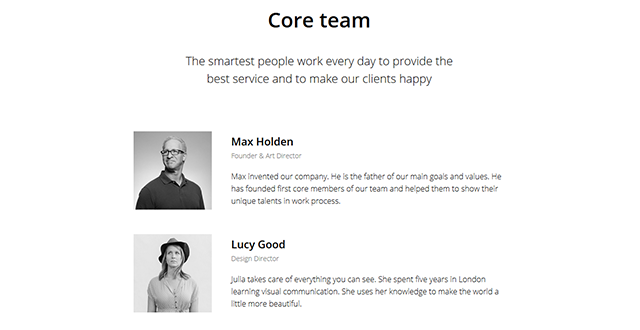 Core team
The smartest people work every day to provide the
best service and to make our clients happy
Max Holden
Founder & Art Director
Max invented our company. He is the father of our main goals and values. He
has founded first core members of our team and helped them to show their
unique talents in work process.
Lucy Good
Design Director
Julia takes care of everything you can see. She spent five years in London
learning visual communication. She uses her knowledge to make the world a
little more beautiful.